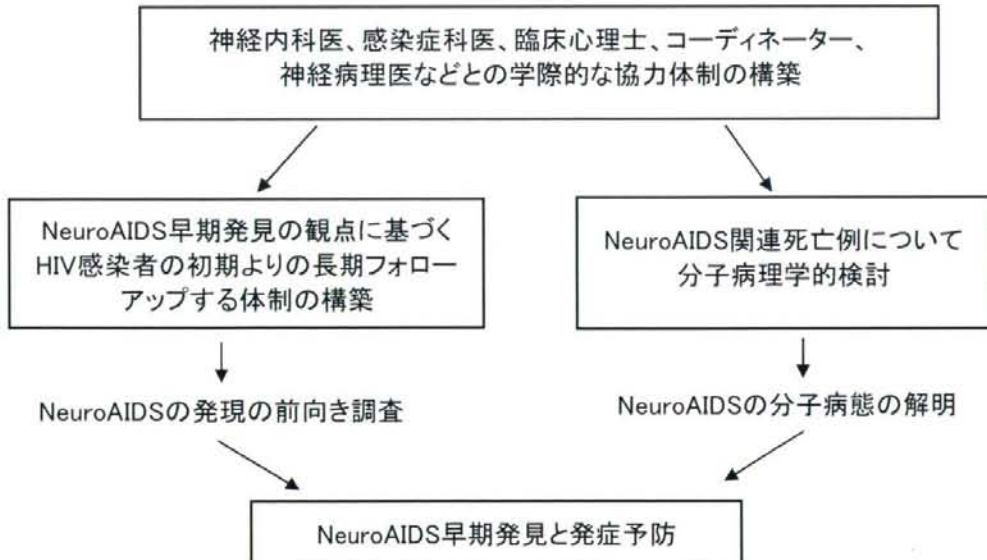 神経内科医、感染症科医、臨床心理士、コーディネーター、
神経病理医などとの学際的な協力体制の構築
NeuroAIDS早期発見の観点に基づく
HIV感染者の初期よりの長期フォロー
アップする体制の構築
NeuroAIDS関連死亡例について
分子病理学的検討
NeuroAIDSの発現の前向き調査
NeuroAIDSの分子病態の解明
NeuroAIDS早期発見と発症予防